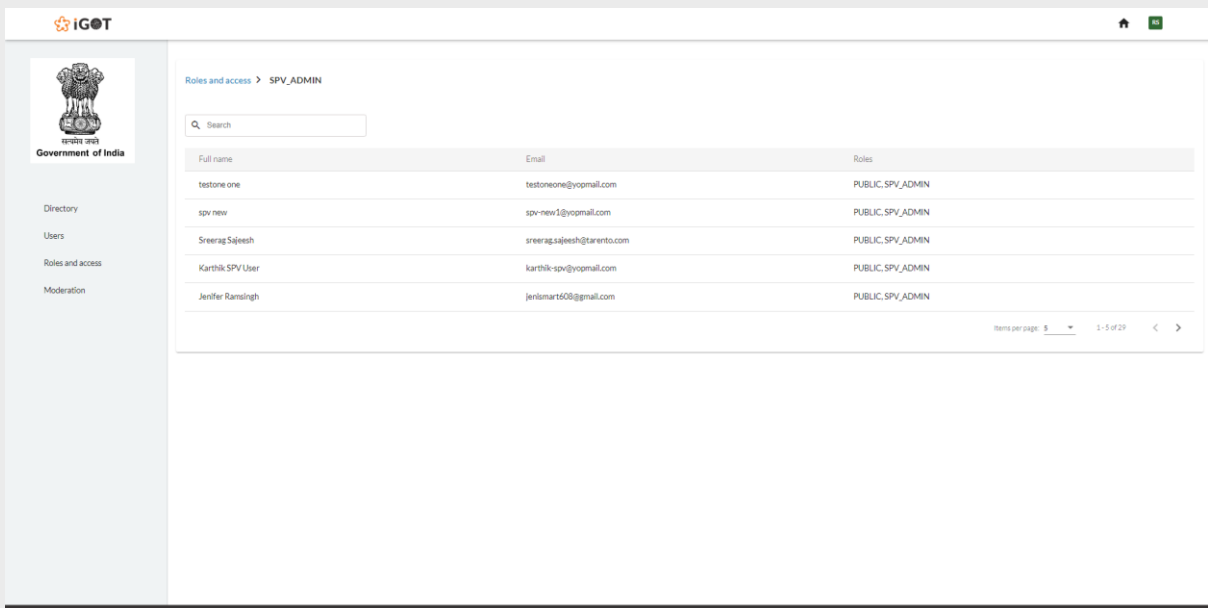 iGOT
RS
सत्यमेव जयते
Government of India
Directory
Users
Roles and access
Moderation
Roles and access > SPV_ADMIN
Search
Full name Email Roles
testone one testoneone@yopmail.com PUBLIC, SPV_ADMIN
spv new spv-new1@yopmail.com PUBLIC, SPV_ADMIN
Sreerag Sajeesh sreerag.sajeesh@tarento.com PUBLIC, SPV_ADMIN
Karthik SPV User karthik-spv@yopmail.com PUBLIC, SPV_ADMIN
Jenifer Ramsingh jenismart608@gmail.com PUBLIC, SPV_ADMIN
Items per page: 5 1 - 5 of 29